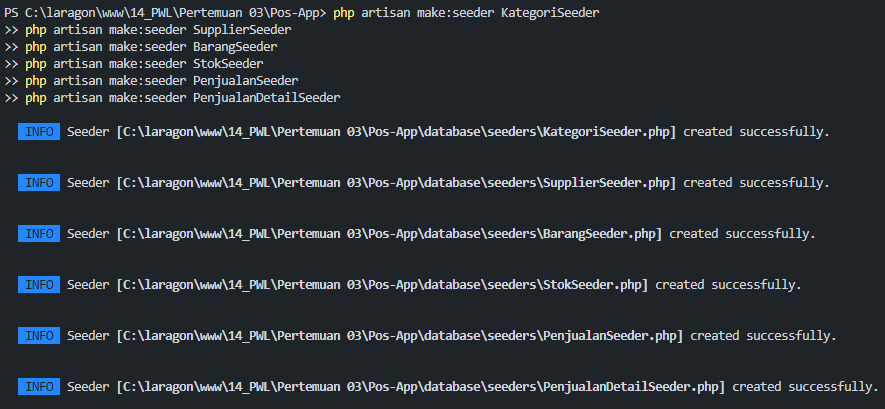 PS C:\laragon\www\14_PWL\Pertemuan 03\Pos-App> php artisan make:seeder KategoriSeeder
>> php artisan make:seeder SupplierSeeder
>> php artisan make:seeder BarangSeeder
>> php artisan make:seeder StokSeeder
>> php artisan make:seeder PenjualanSeeder
>> php artisan make:seeder PenjualanDetailSeeder
INFO Seeder [C:\laragon\www\14_PWL\Pertemuan 03\Pos-App\database\seeders\KategoriSeeder.php] created successfully.
INFO Seeder [C:\laragon\www\14_PWL\Pertemuan 03\Pos-App\database\seeders\SupplierSeeder.php] created successfully.
INFO Seeder [C:\laragon\www\14_PWL\Pertemuan 03\Pos-App\database\seeders\BarangSeeder.php] created successfully.
INFO Seeder [C:\laragon\www\14_PWL\Pertemuan 03\Pos-App\database\seeders\StokSeeder.php] created successfully.
INFO Seeder [C:\laragon\www\14_PWL\Pertemuan 03\Pos-App\database\seeders\PenjualanSeeder.php] created successfully.
INFO Seeder [C:\laragon\www\14_PWL\Pertemuan 03\Pos-App\database\seeders\PenjualanDetailSeeder.php] created successfully.